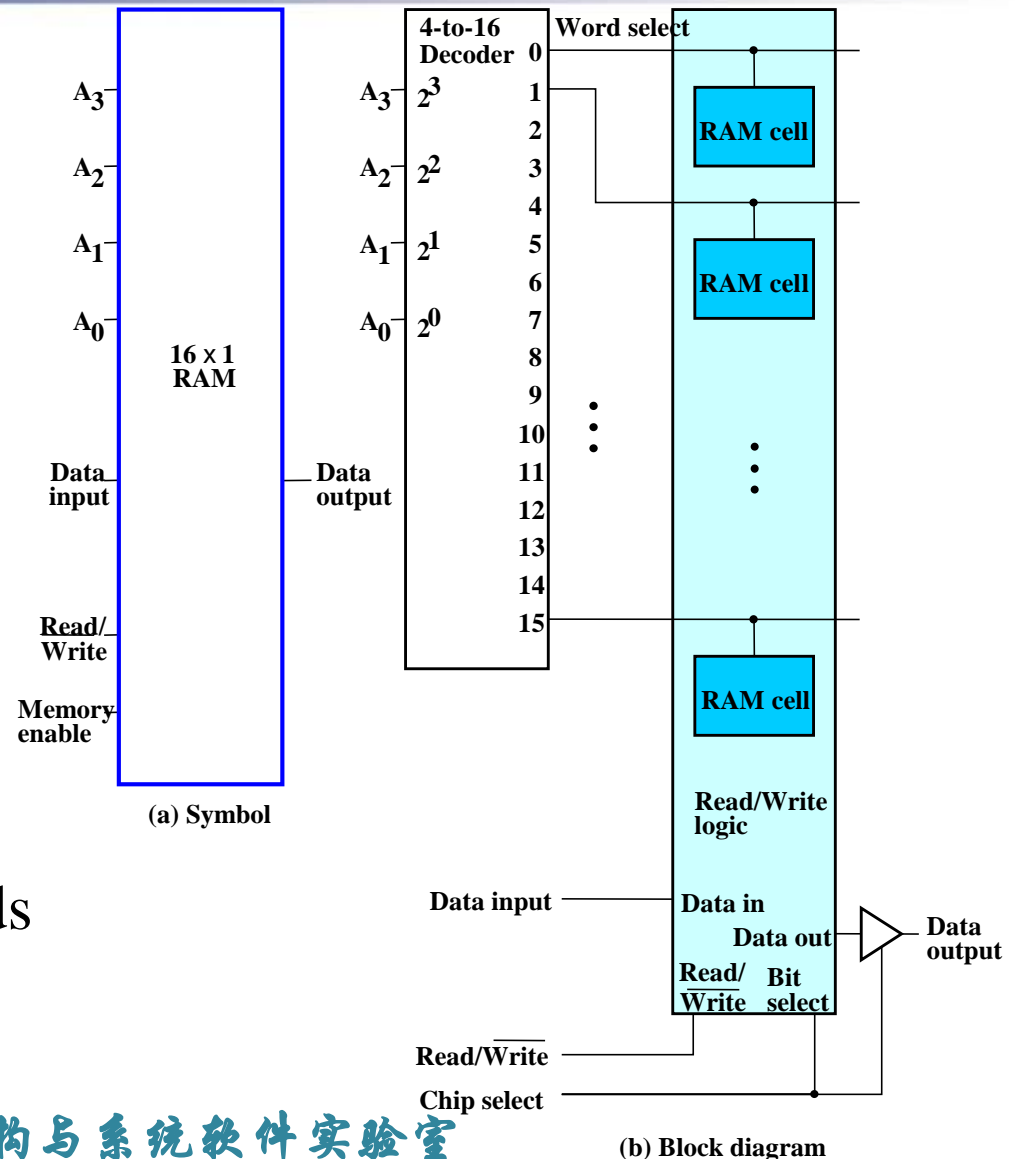 A3
A2
A1
A0
16 x 1
RAM
Data
input
Data
output
Read/
Write
Memory
enable
(a) Symbol
4-to-16
Decoder
A3 2^3
A2 2^2
A1 2^1
A0 2^0
0
1
2
3
4
5
6
7
8
9
10
11
12
13
14
15
Word select
RAM cell
RAM cell
RAM cell
Read/Write
logic
Data input
Data in
Data out
Data
output
Read/
Write
Bit
select
Read/Write
Chip select
(b) Block diagram
与系统软件实验室